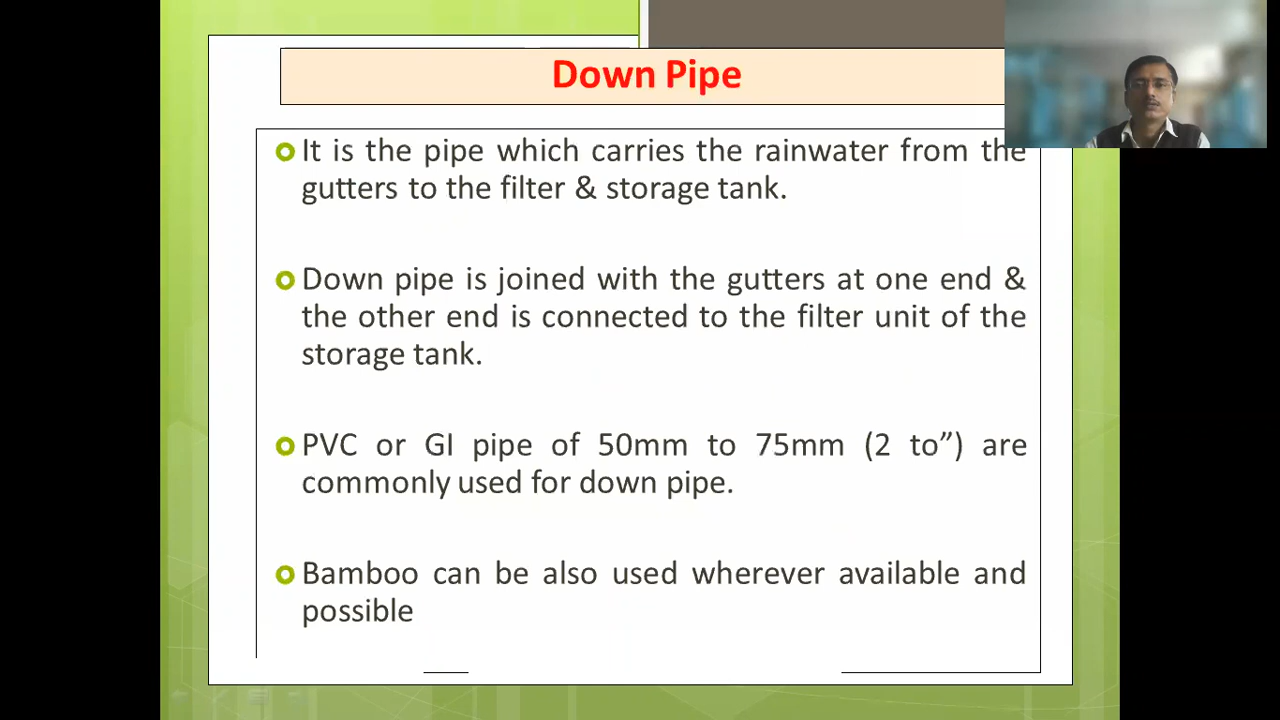 Down Pipe
It is the pipe which carries the rainwater from the
gutters to the filter & storage tank.
Down pipe is joined with the gutters at one end &
the other end is connected to the filter unit of the
storage tank.
PVC or GI pipe of 50mm to 75mm (2 to”) are
commonly used for down pipe.
Bamboo can be also used wherever available and
possible